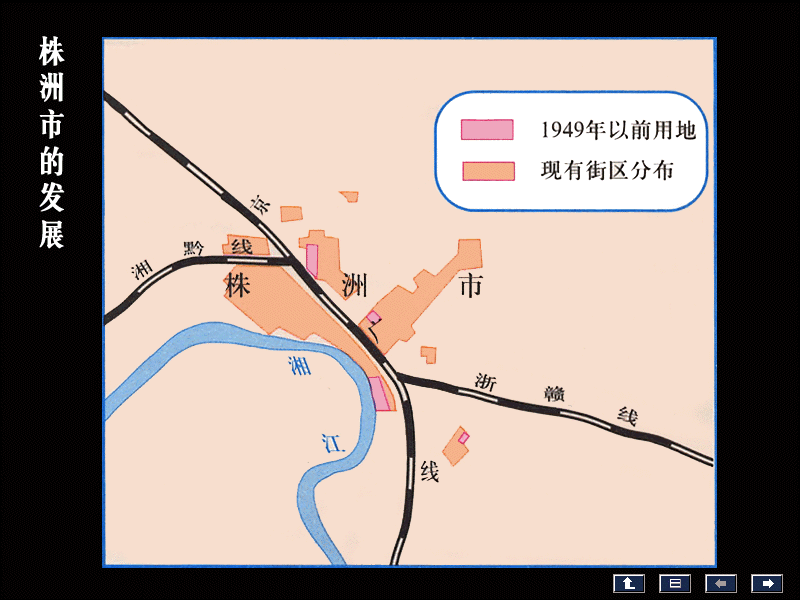 株洲市的发展
1949年以前用地
现有街区分布
京
湘黔线
株洲市
湘江
浙赣线
线